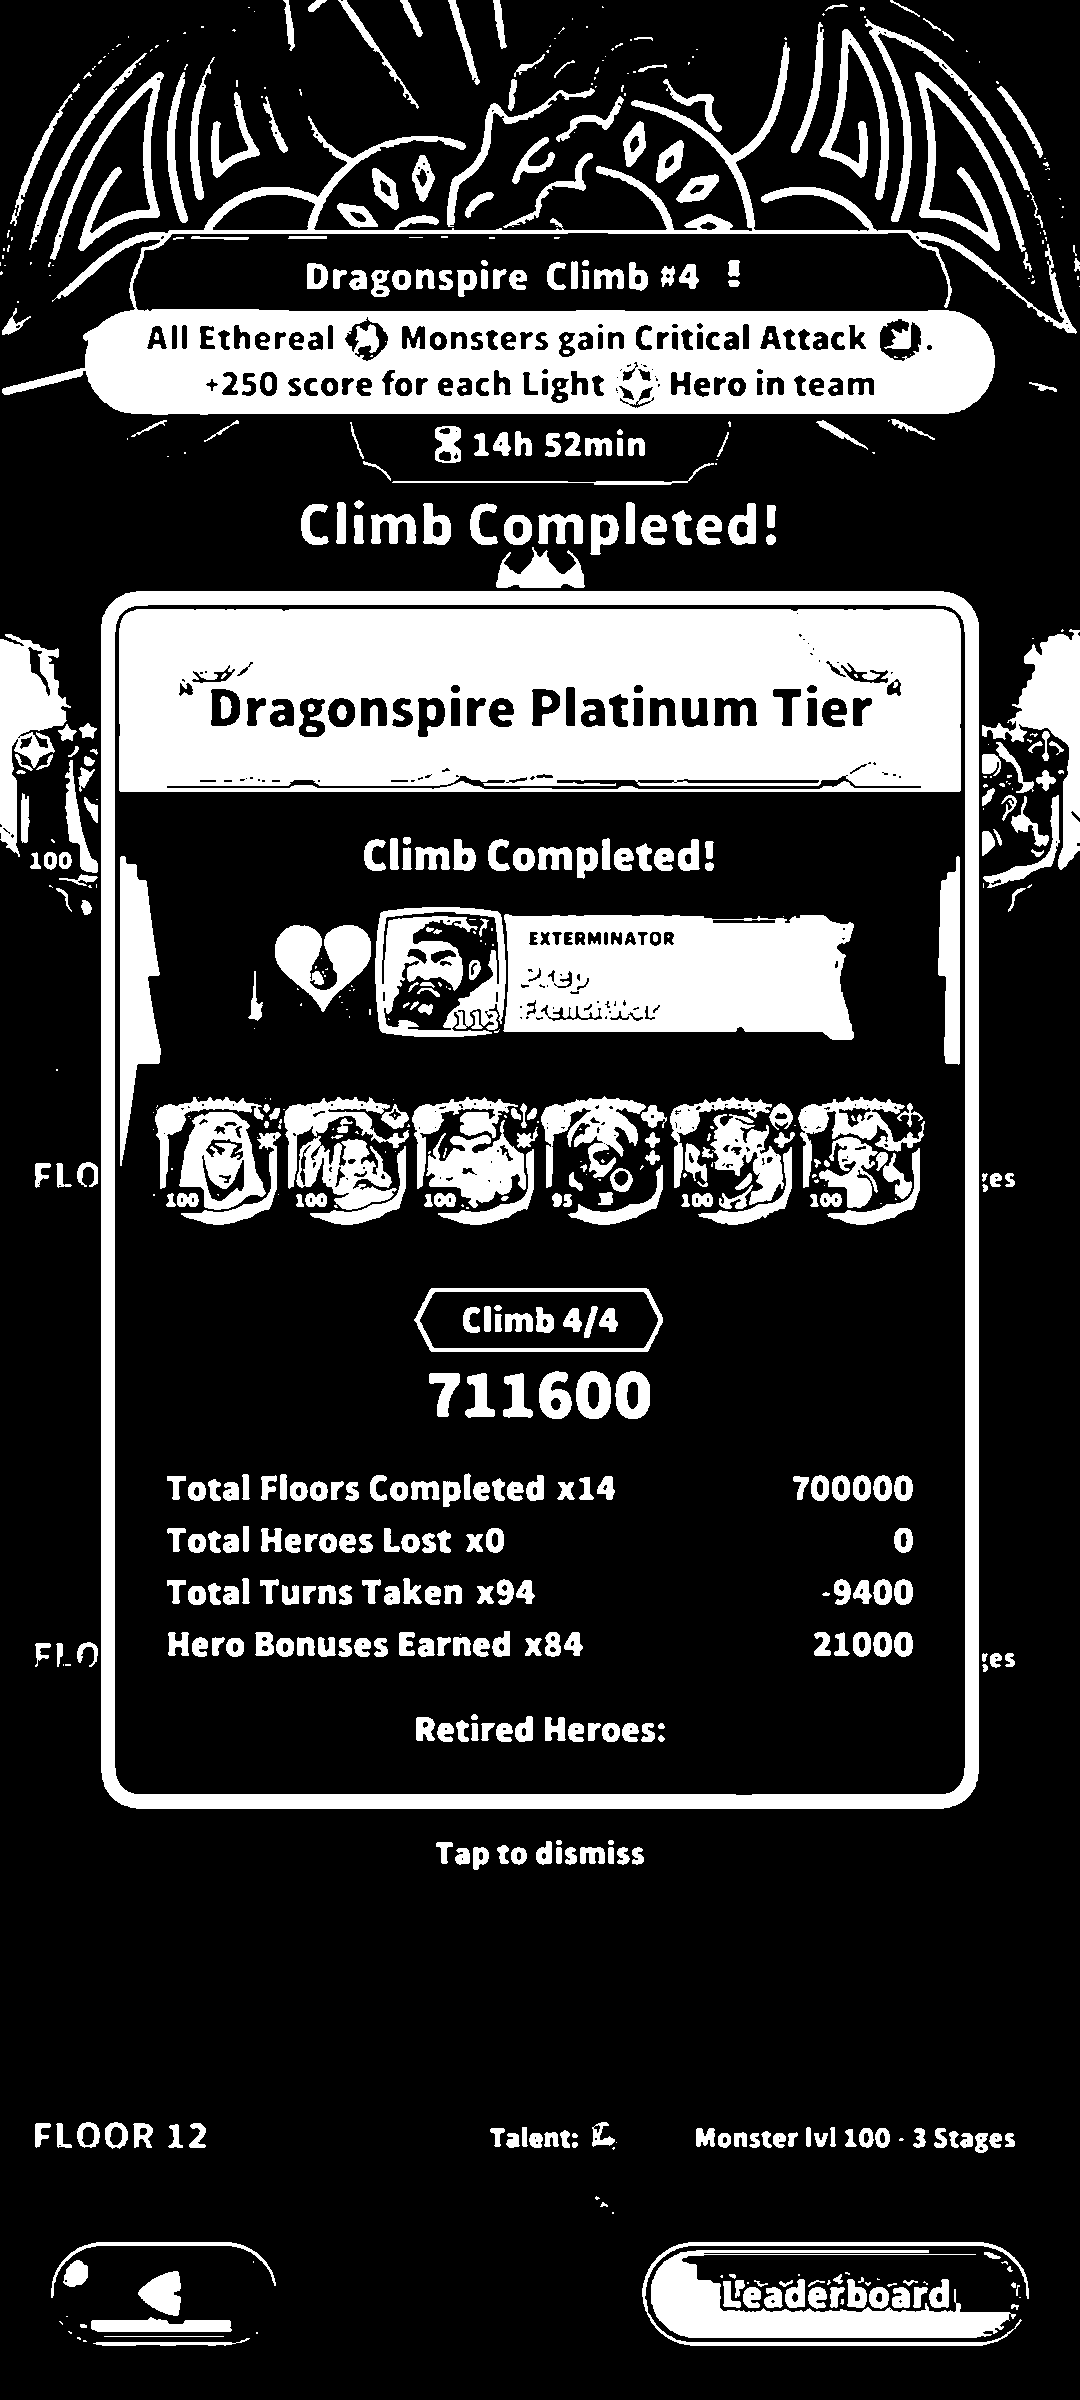 Dragonspire Climb #4 !
All Ethereal Monsters gain Critical Attack .
+250 score for each Light Hero in team
14h 52min
Climb Completed!
Dragonspire Platinum Tier
100
Climb Completed!
EXTERMINATOR
Prep
FrenchWar
113
100 100 100 95 100 100
FLO ges
Climb 4/4
711600
Total Floors Completed x14 700000
Total Heroes Lost x0 0
Total Turns Taken x94 -9400
Hero Bonuses Earned x84 21000
FLO ges
Retired Heroes:
Tap to dismiss
FLOOR 12 Talent: Monster lvl 100 - 3 Stages
Leaderboard